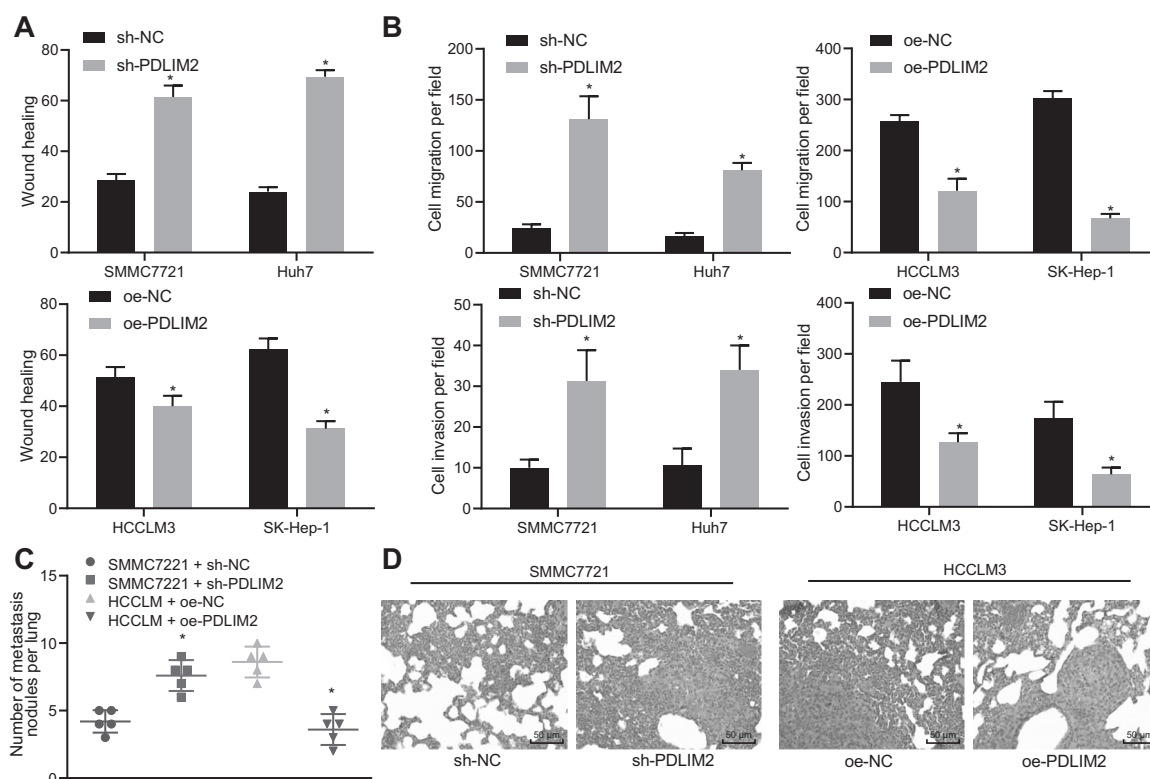 A
sh-NC
sh-PDLIM2
Wound healing
80
60
40
20
0
*
*
SMMC7721
Huh7
oe-NC
oe-PDLIM2
Wound healing
80
60
40
20
0
*
*
HCCLM3
SK-Hep-1
B
sh-NC
sh-PDLIM2
Cell migration per field
200
150
100
50
0
*
*
SMMC7721
Huh7
oe-NC
oe-PDLIM2
Cell migration per field
400
300
200
100
0
*
*
HCCLM3
SK-Hep-1
sh-NC
sh-PDLIM2
Cell invasion per field
50
40
30
20
10
0
*
*
SMMC7721
Huh7
oe-NC
oe-PDLIM2
Cell invasion per field
400
300
200
100
0
*
*
HCCLM3
SK-Hep-1
C
SMMC7221 + sh-NC
SMMC7221 + sh-PDLIM2
HCCLM + oe-NC
HCCLM + oe-PDLIM2
Number of metastasis
nodules per lung
15
10
5
0
*
*
D
SMMC7721
HCCLM3
50 µm
50 µm
50 µm
50 µm
sh-NC
sh-PDLIM2
oe-NC
oe-PDLIM2